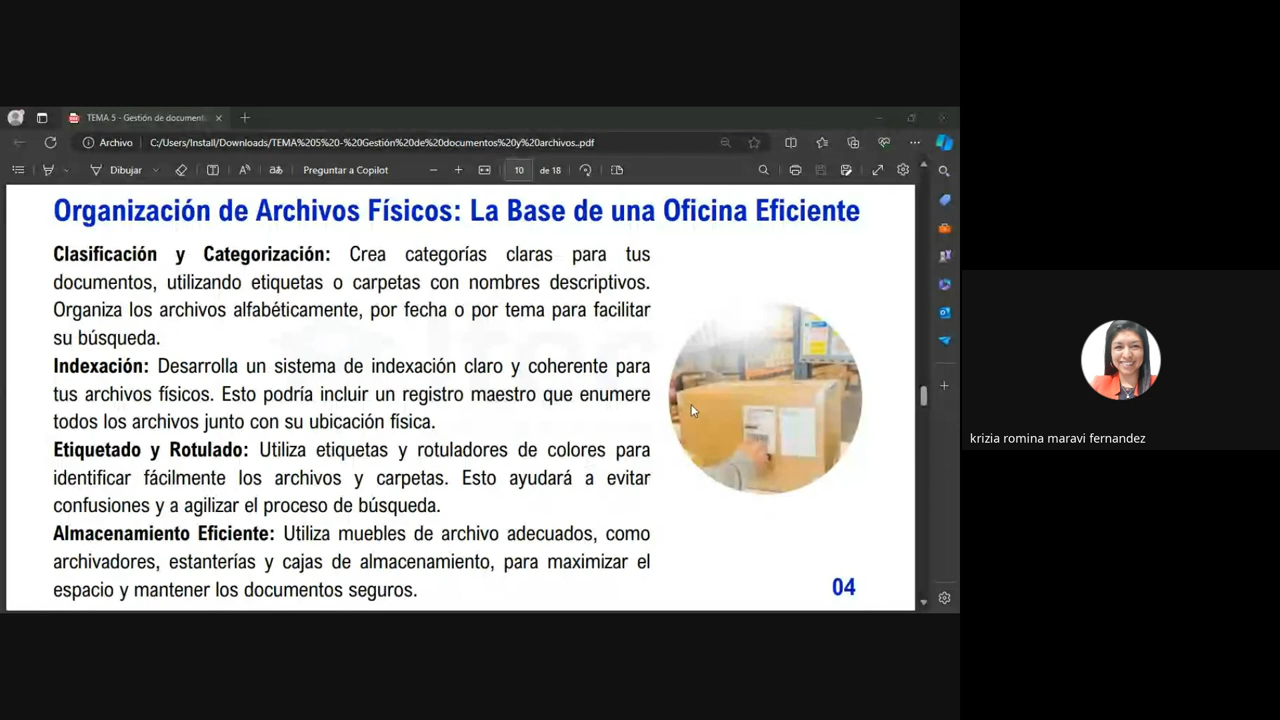 TEMA 5 - Gestión de document
Archivo
C:/Users/Install/Downloads/TEMA%205%20-%20Gestión%20de%20documentos%20y%20archivos..pdf
Dibujar
Preguntar a Copilot
10
de 18
Organización de Archivos Físicos: La Base de una Oficina Eficiente
Clasificación y Categorización: Crea categorías claras para tus
documentos, utilizando etiquetas o carpetas con nombres descriptivos.
Organiza los archivos alfabéticamente, por fecha o por tema para facilitar
su búsqueda.
Indexación: Desarrolla un sistema de indexación claro y coherente para
tus archivos físicos. Esto podría incluir un registro maestro que enumere
todos los archivos junto con su ubicación física.
Etiquetado y Rotulado: Utiliza etiquetas y rotuladores de colores para
identificar fácilmente los archivos y carpetas. Esto ayudará a evitar
confusiones y a agilizar el proceso de búsqueda.
Almacenamiento Eficiente: Utiliza muebles de archivo adecuados, como
archivadores, estanterías y cajas de almacenamiento, para maximizar el
espacio y mantener los documentos seguros.
04
krizia romina maravi fernandez